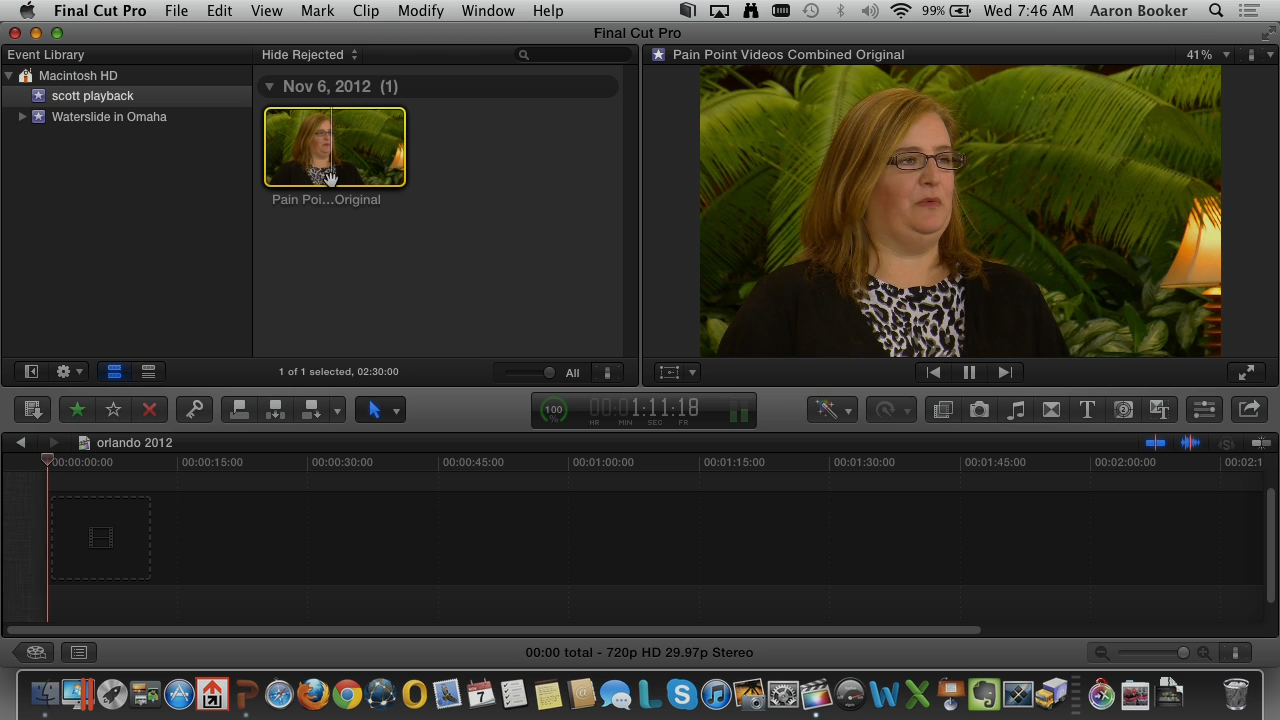 Final Cut Pro File Edit View Mark Clip Modify Window Help 99% Wed 7:46 AM Aaron Booker
Final Cut Pro
Event Library Hide Rejected Pain Point Videos Combined Original 41%
Macintosh HD
scott playback
Waterslide in Omaha
Nov 6, 2012 (1)
Pain Poi...Original
1 of 1 selected, 02:30:00 All
100 % 00:01:11:18
HR MIN SEC FR
orlando 2012
00:00:00:00 00:00:15:00 00:00:30:00 00:00:45:00 00:01:00:00 00:01:15:00 00:01:30:00 00:01:45:00 00:02:00:00 00:02:1
00:00 total - 720p HD 29.97p Stereo
7